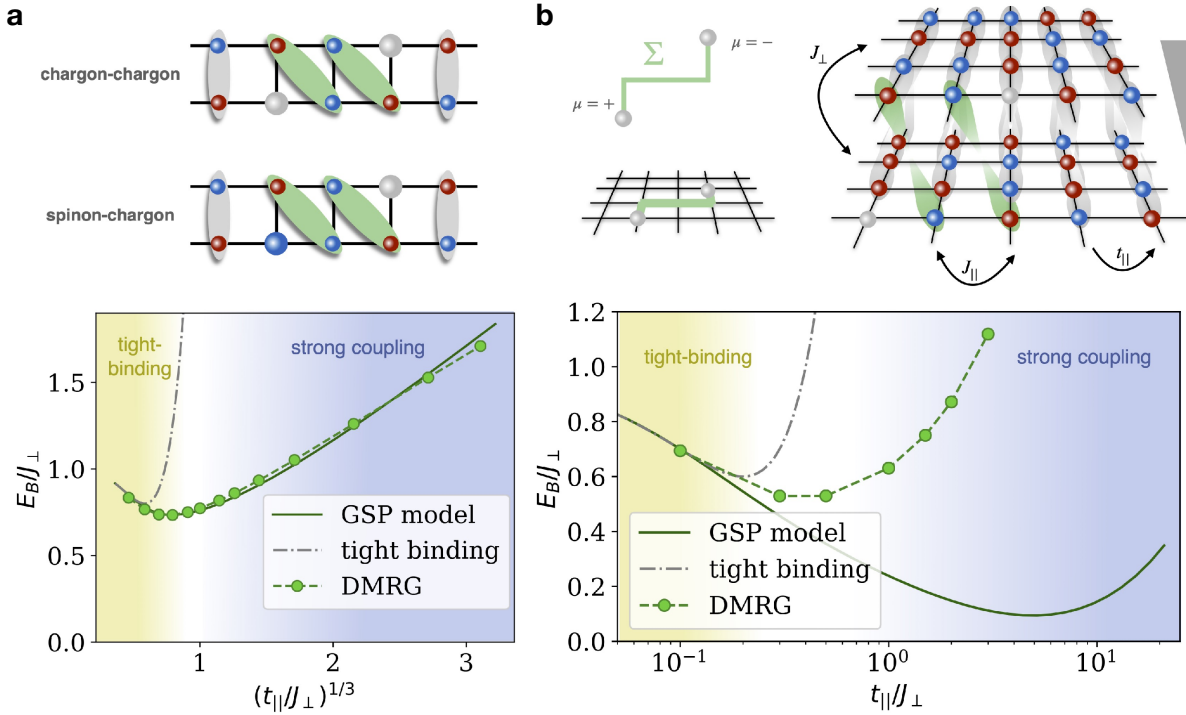 a
chargon-chargon
spinon-chargon
tight-
binding
strong coupling
E_B/J_⊥
1.5
1.0
0.5
0.0
GSP model
tight binding
DMRG
1 2 3
(t_||/J_⊥)^{1/3}
b
Σ
μ = −
μ = +
J_⊥
J_||
t_||
tight-binding
strong coupling
E_B/J_⊥
1.2
1.0
0.8
0.6
0.4
0.2
0.0
GSP model
tight binding
DMRG
10^{−1} 10^0 10^1
t_||/J_⊥